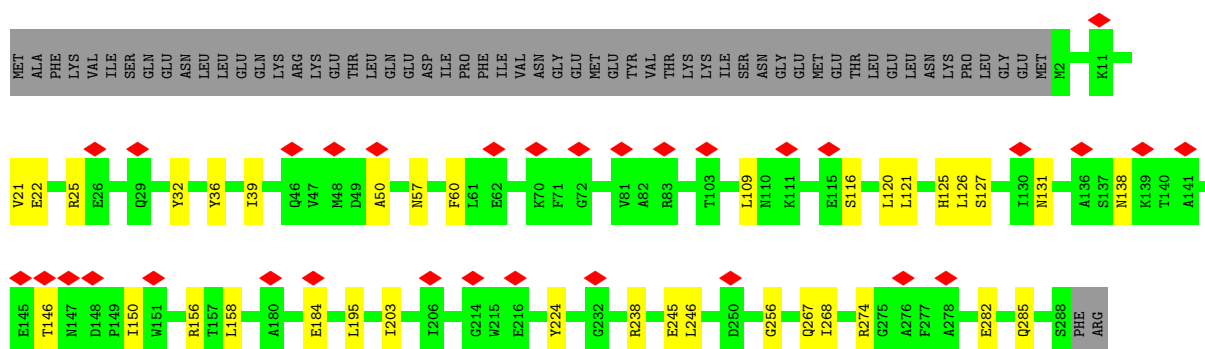 MET ALA PHE LYS VAL ILE SER GLN GLU ASN LEU LEU GLU GLN LYS ARG LYS GLU THR LEU GLN GLU ASP ILE PRO PHE ILE VAL ASN GLY GLU MET GLU TYR VAL THR LYS LYS ILE SER ASN GLY GLU MET GLU THR LEU GLU LEU ASN LYS PRO LEU GLY GLU MET M2 K11
V21 E22 R25 E26 Q29 Y32 Y36 I39 Q46 V47 M48 D49 A50 N57 F60 L61 E62 K70 F71 G72 V81 A82 R83 T103 L109 N110 K111 E115 S116 L120 L121 H125 L126 S127 I130 N131 A136 S137 N138 K139 T140 A141
E145 T146 N147 D148 P149 I150 W151 R156 T157 L158 A180 E184 L195 I203 I206 G214 W215 E216 Y224 G232 R238 E245 L246 D250 G256 Q267 I268 R274 G275 A276 F277 A278 E282 Q285 S288 PHE ARG